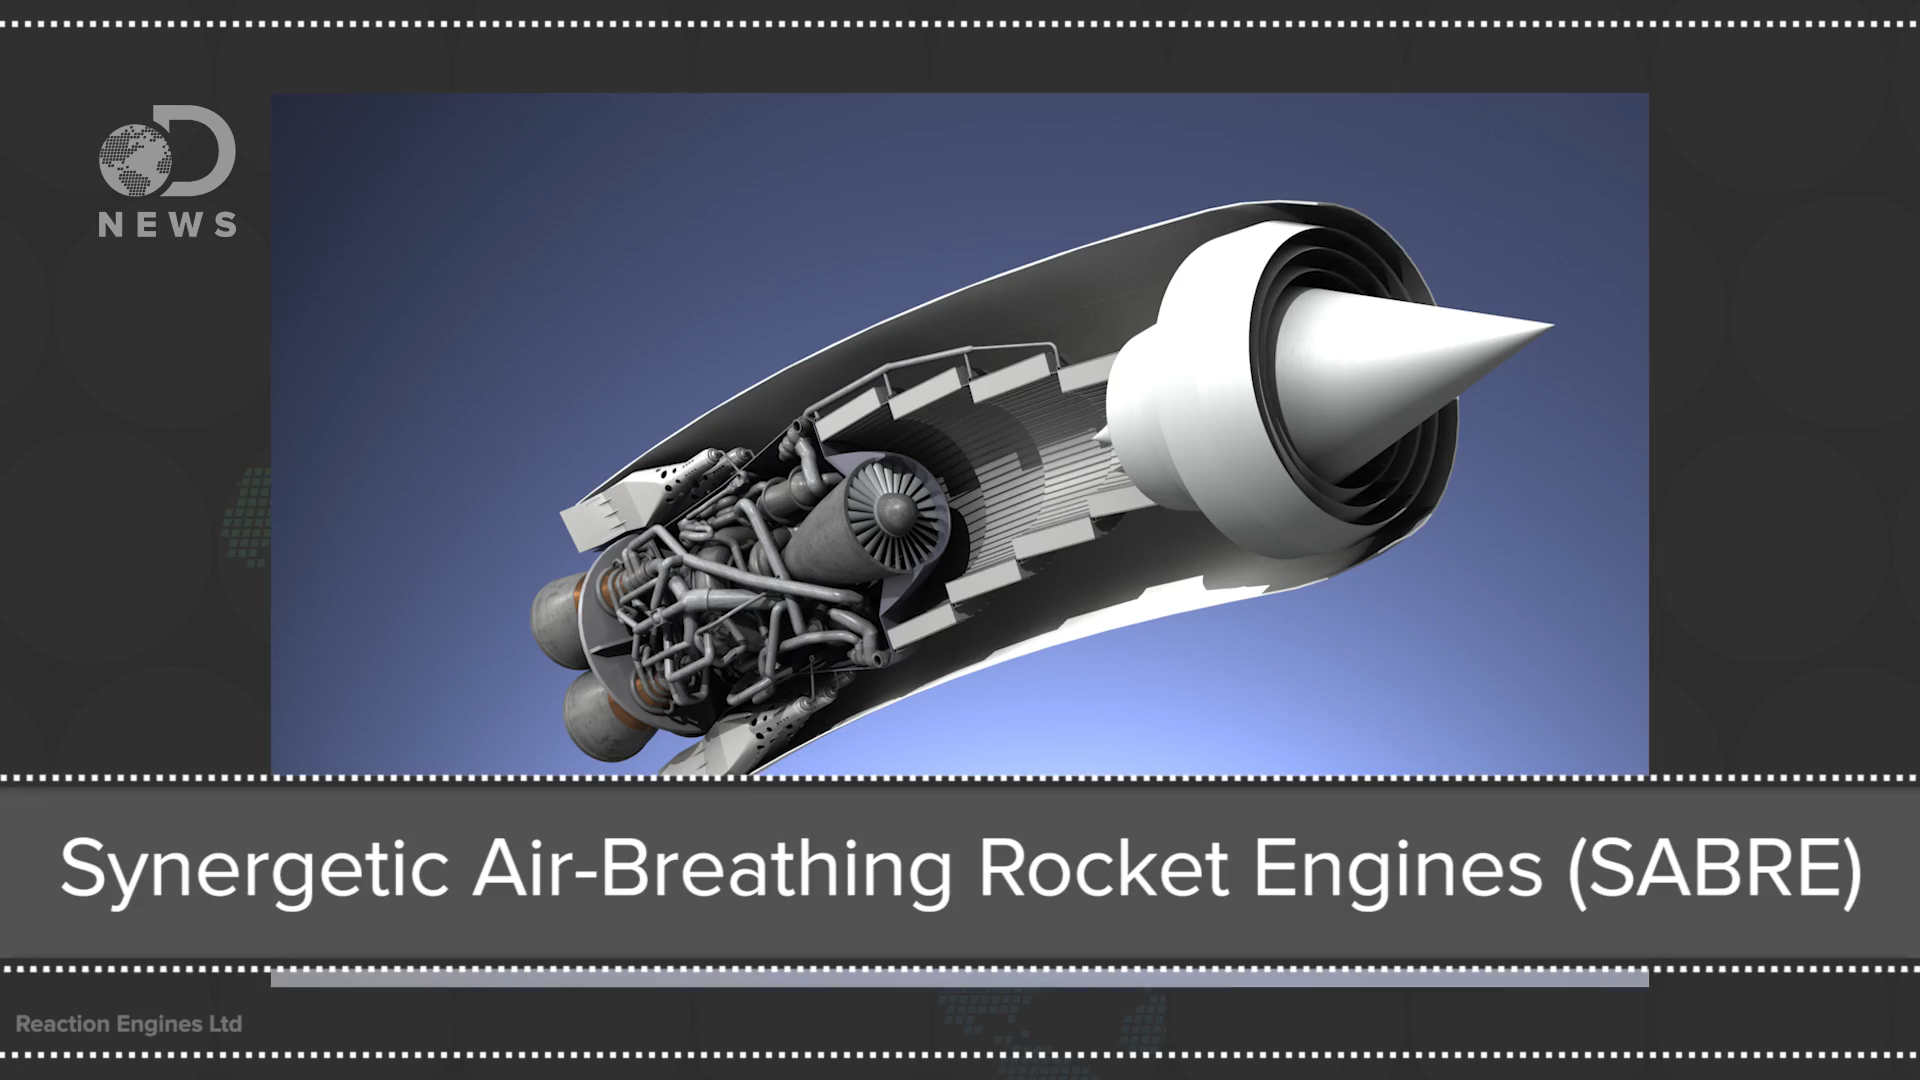 D
NEWS
Synergetic Air-Breathing Rocket Engines (SABRE)
Reaction Engines Ltd